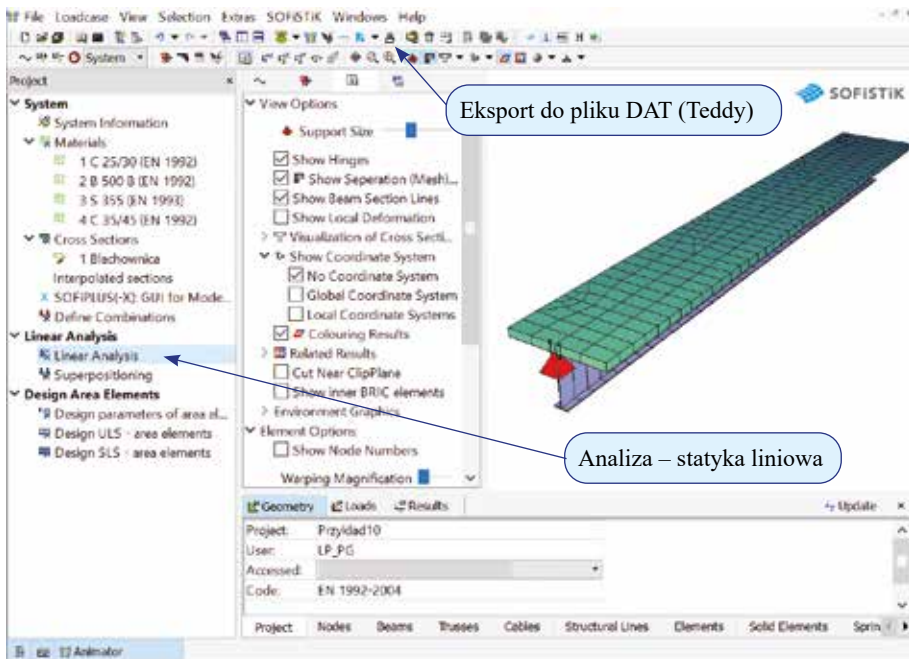 File Loadcase View Selection Extras SOFiSTiK Windows Help
System
Project
System
System Information
Materials
1 C 25/30 (EN 1992)
2 B 500 B (EN 1992)
3 S 355 (EN 1993)
4 C 35/45 (EN 1992)
Cross Sections
1 Blachownica
Interpolated sections
SOFiPLUS(-X): GUI for Mode...
Define Combinations
Linear Analysis
Linear Analysis
Superpositioning
Design Area Elements
Design parameters of area el...
Design ULS - area elements
Design SLS - area elements
View Options
Support Size
Show Hinges
Show Seperation (Mesh)...
Show Beam Section Lines
Show Local Deformation
Visualization of Cross Secti...
Show Coordinate System
No Coordinate System
Global Coordinate System
Local Coordinate Systems
Colouring Results
Related Results
Cut Near ClipPlane
Show inner BRIC elements
Environment Graphics
Element Options
Show Node Numbers
Warping Magnification
Eksport do pliku DAT (Teddy)
SOFiSTiK
Analiza – statyka liniowa
Geometry Loads Results Update
Project: Przyklad10
User: LP_PG
Accessed:
Code: EN 1992-2004
Project Nodes Beams Trusses Cables Structural Lines Elements Solid Elements Sprin
Animator